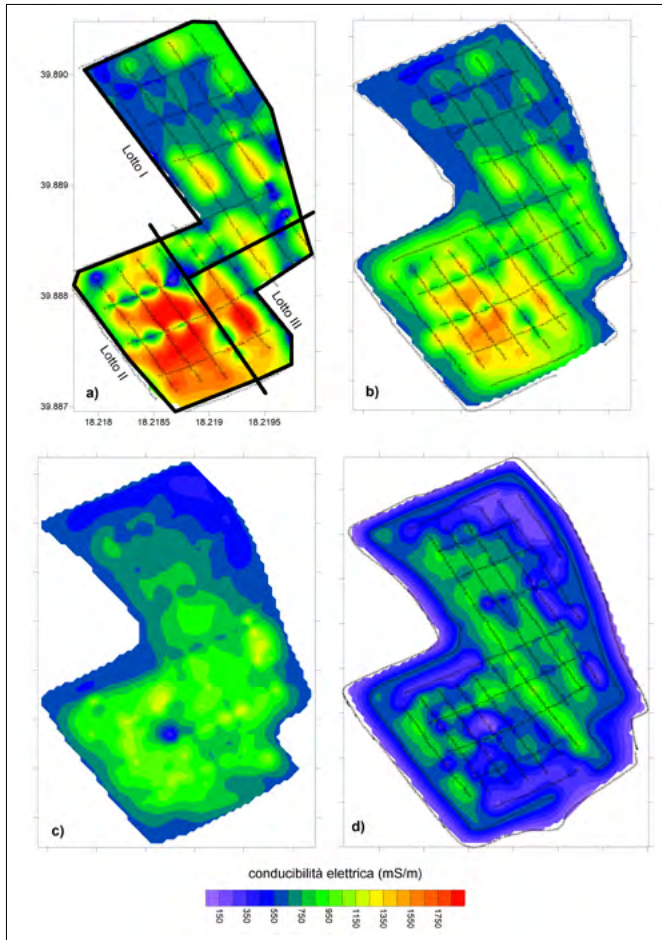 39.890
39.889
Lotto I
39.888
Lotto III
Lotto II
a)
b)
39.887
18.218 18.2185 18.219 18.2195
c)
d)
conducibilità elettrica (mS/m)
150 350 550 750 950 1150 1350 1550 1750